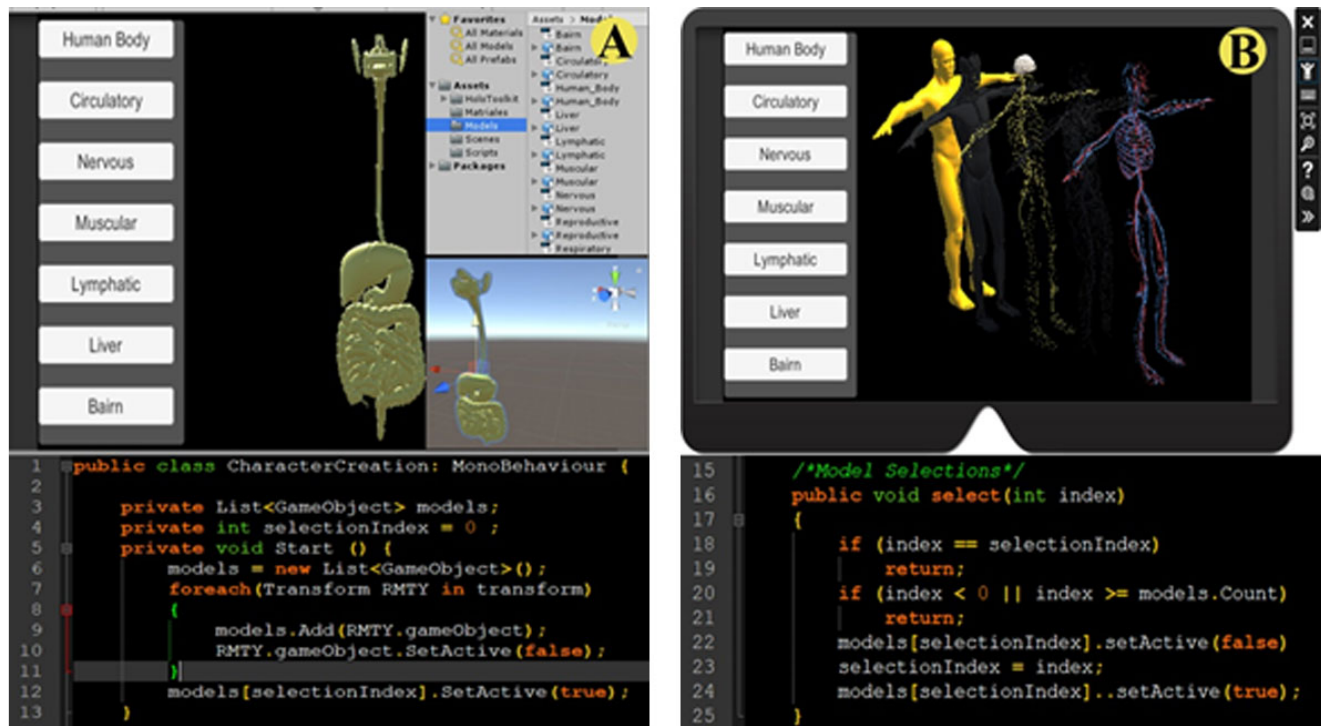 Human Body
Circulatory
Nervous
Muscular
Lymphatic
Liver
Bairn
Favorites
All Materials
All Models
All Prefabs
Assets
HoloToolkit
Matriales
Models
Scenes
Scripts
Packages
Assets > Model
Bairn
Bairn
Circulatory
Circulatory
Human_Body
Human_Body
Liver
Liver
Lymphatic
Lymphatic
Muscular
Muscular
Nervous
Nervous
Reproductive
Reproductive
Respiratory
A
1 public class CharacterCreation: MonoBehaviour {
2
3 private List<GameObject> models;
4 private int selectionIndex = 0 ;
5 private void Start () {
6 models = new List<GameObject>();
7 foreach(Transform RMTY in transform)
8 {
9 models.Add(RMTY.gameObject);
10 RMTY.gameObject.SetActive(false);
11 }
12 models[selectionIndex].SetActive(true);
13 }
Human Body
Circulatory
Nervous
Muscular
Lymphatic
Liver
Bairn
B
?
15 /*Model Selections*/
16 public void select(int index)
17 {
18 if (index == selectionIndex)
19 return;
20 if (index < 0 || index >= models.Count)
21 return;
22 models[selectionIndex].setActive(false)
23 selectionIndex = index;
24 models[selectionIndex]..setActive(true);
25 }